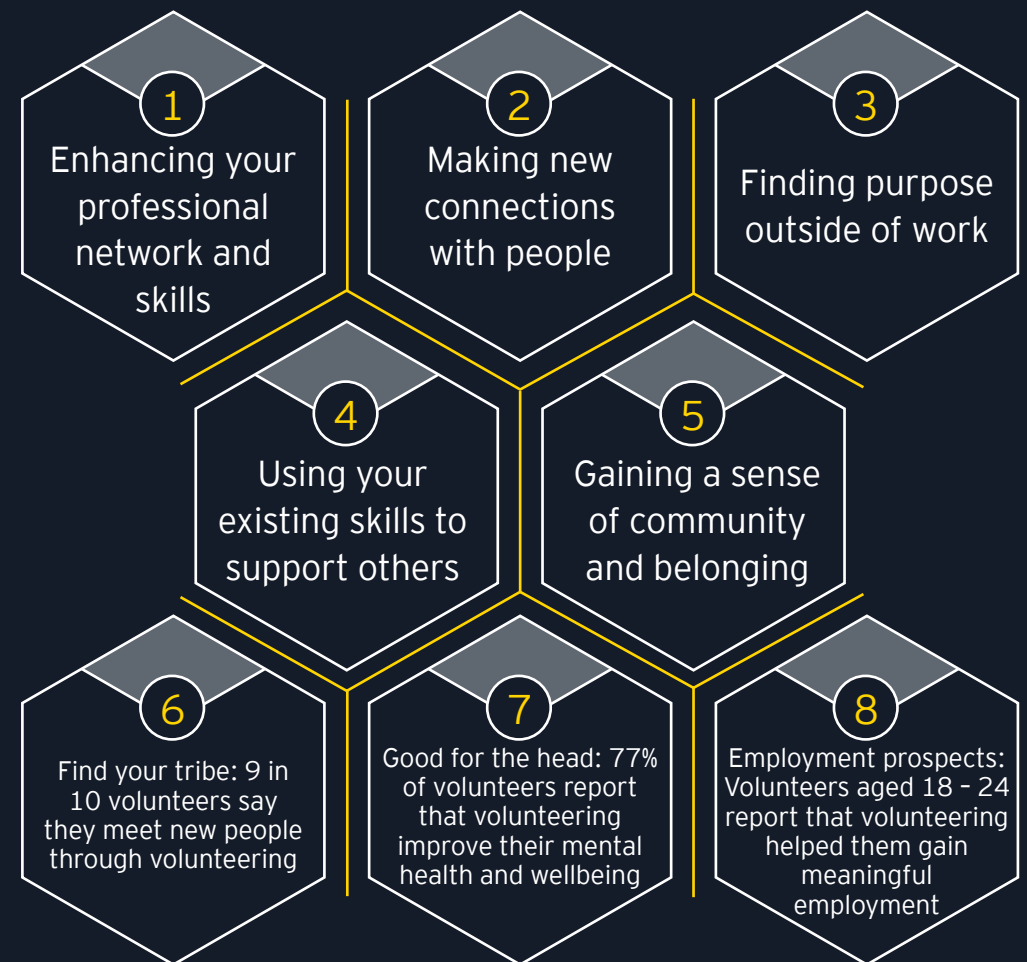 1
Enhancing your
professional
network and
skills
2
Making new
connections
with people
3
Finding purpose
outside of work
4
Using your
existing skills to
support others
5
Gaining a sense
of community
and belonging
6
Find your tribe: 9 in
10 volunteers say
they meet new people
through volunteering
7
Good for the head: 77%
of volunteers report
that volunteering
improve their mental
health and wellbeing
8
Employment prospects:
Volunteers aged 18 – 24
report that volunteering
helped them gain
meaningful
employment